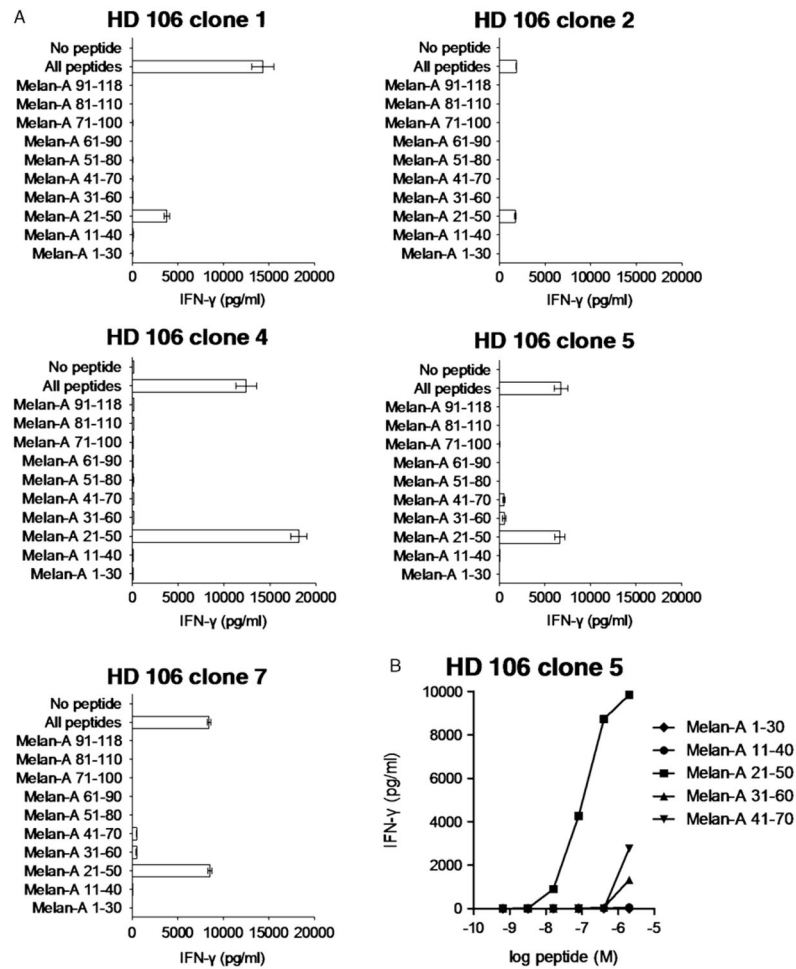 A
HD 106 clone 1
No peptide
All peptides
Melan-A 91-118
Melan-A 81-110
Melan-A 71-100
Melan-A 61-90
Melan-A 51-80
Melan-A 41-70
Melan-A 31-60
Melan-A 21-50
Melan-A 11-40
Melan-A 1-30
0 5000 10000 15000 20000
IFN-γ (pg/ml)
HD 106 clone 2
No peptide
All peptides
Melan-A 91-118
Melan-A 81-110
Melan-A 71-100
Melan-A 61-90
Melan-A 51-80
Melan-A 41-70
Melan-A 31-60
Melan-A 21-50
Melan-A 11-40
Melan-A 1-30
0 5000 10000 15000 20000
IFN-γ (pg/ml)
HD 106 clone 4
No peptide
All peptides
Melan-A 91-118
Melan-A 81-110
Melan-A 71-100
Melan-A 61-90
Melan-A 51-80
Melan-A 41-70
Melan-A 31-60
Melan-A 21-50
Melan-A 11-40
Melan-A 1-30
0 5000 10000 15000 20000
IFN-γ (pg/ml)
HD 106 clone 5
No peptide
All peptides
Melan-A 91-118
Melan-A 81-110
Melan-A 71-100
Melan-A 61-90
Melan-A 51-80
Melan-A 41-70
Melan-A 31-60
Melan-A 21-50
Melan-A 11-40
Melan-A 1-30
0 5000 10000 15000 20000
IFN-γ (pg/ml)
HD 106 clone 7
No peptide
All peptides
Melan-A 91-118
Melan-A 81-110
Melan-A 71-100
Melan-A 61-90
Melan-A 51-80
Melan-A 41-70
Melan-A 31-60
Melan-A 21-50
Melan-A 11-40
Melan-A 1-30
0 5000 10000 15000 20000
IFN-γ (pg/ml)
B
HD 106 clone 5
10000
8000
6000
4000
2000
0
IFN-γ (pg/ml)
-10 -9 -8 -7 -6 -5
log peptide (M)
Melan-A 1-30
Melan-A 11-40
Melan-A 21-50
Melan-A 31-60
Melan-A 41-70